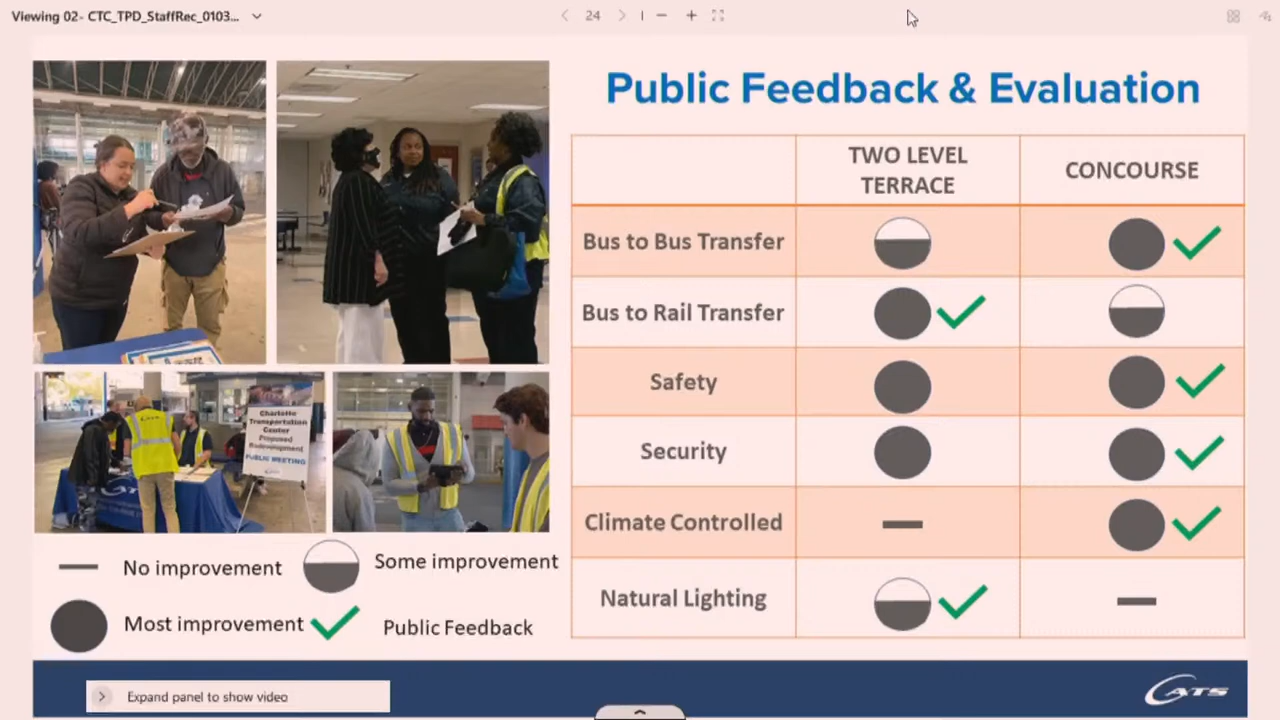 Viewing 02- CTC_TPD_StaffRec_0103...
24
Public Feedback & Evaluation
TWO LEVEL
TERRACE
CONCOURSE
Bus to Bus Transfer
Bus to Rail Transfer
Safety
Security
Climate Controlled
Natural Lighting
Charlotte
Transportation
Center
Proposed
Redevelopment
PUBLIC MEETING
CATS
CATS
No improvement
Some improvement
Most improvement
Public Feedback
Expand panel to show video
CATS